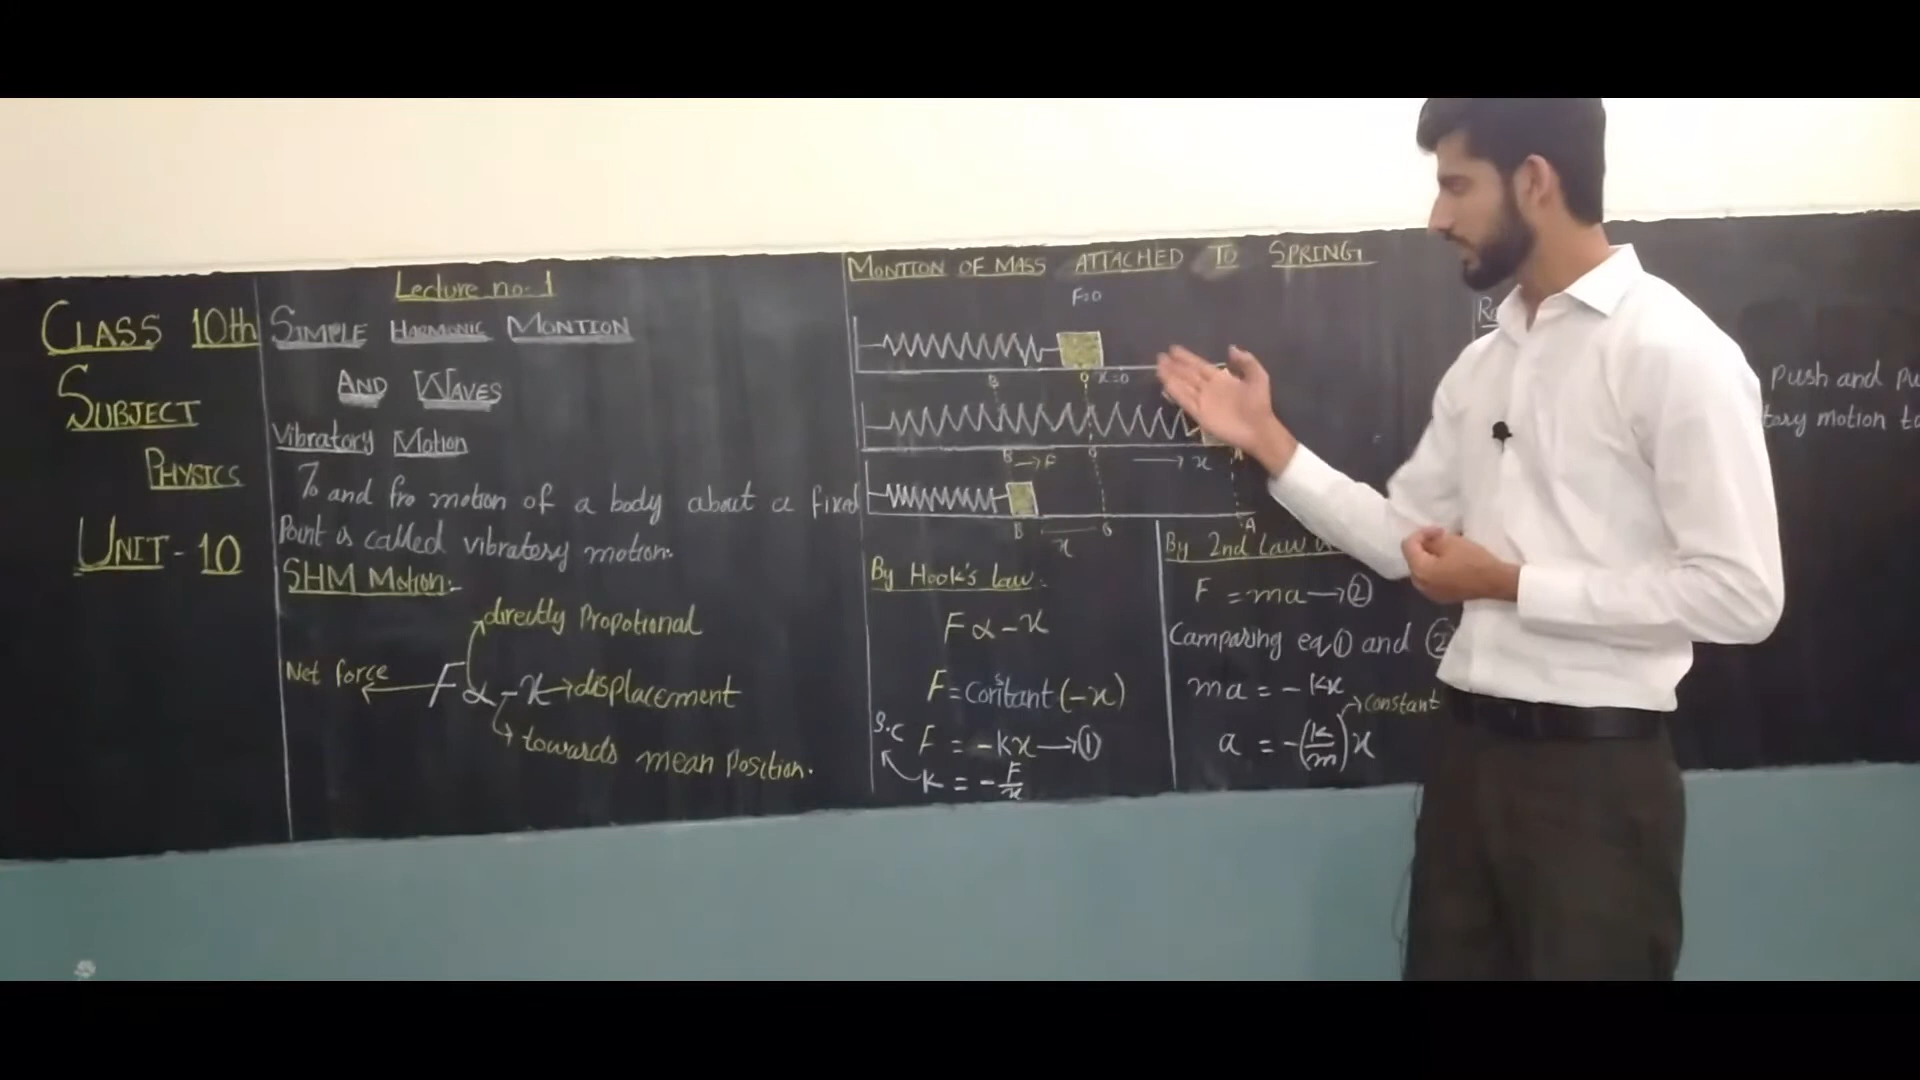 CLASS 10th
SUBJECT
PHYSICS
UNIT-10
Lecture no-1
SIMPLE HARMONIC MONTION
AND WAVES
Vibratory Motion
To and fro motion of a body about a fixed
Point is called vibratory motion.
SHM Motion:-
directly Propotional
Net force
F α - x
displacement
towards mean Position.
MONTION OF MASS ATTACHED TO SPRING
F=0
B O x=0
B O A
→ F → x
B O A
x
By Hook's law.
F α - x
F = constant (-x)
S.C F = -kx → ①
K = - F/x
By 2nd Law
F = ma → ②
Camparing eq ① and ②
ma = -kx
constant
a = -(k/m) x
push and
motion